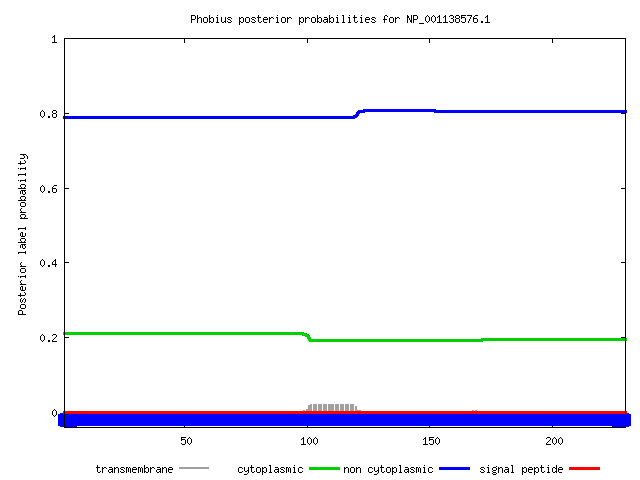 Phobius posterior probabilities for NP_001138576.1
1
0.8
0.6
0.4
0.2
0
Posterior label probability
50 100 150 200
transmembrane cytoplasmic non cytoplasmic signal peptide